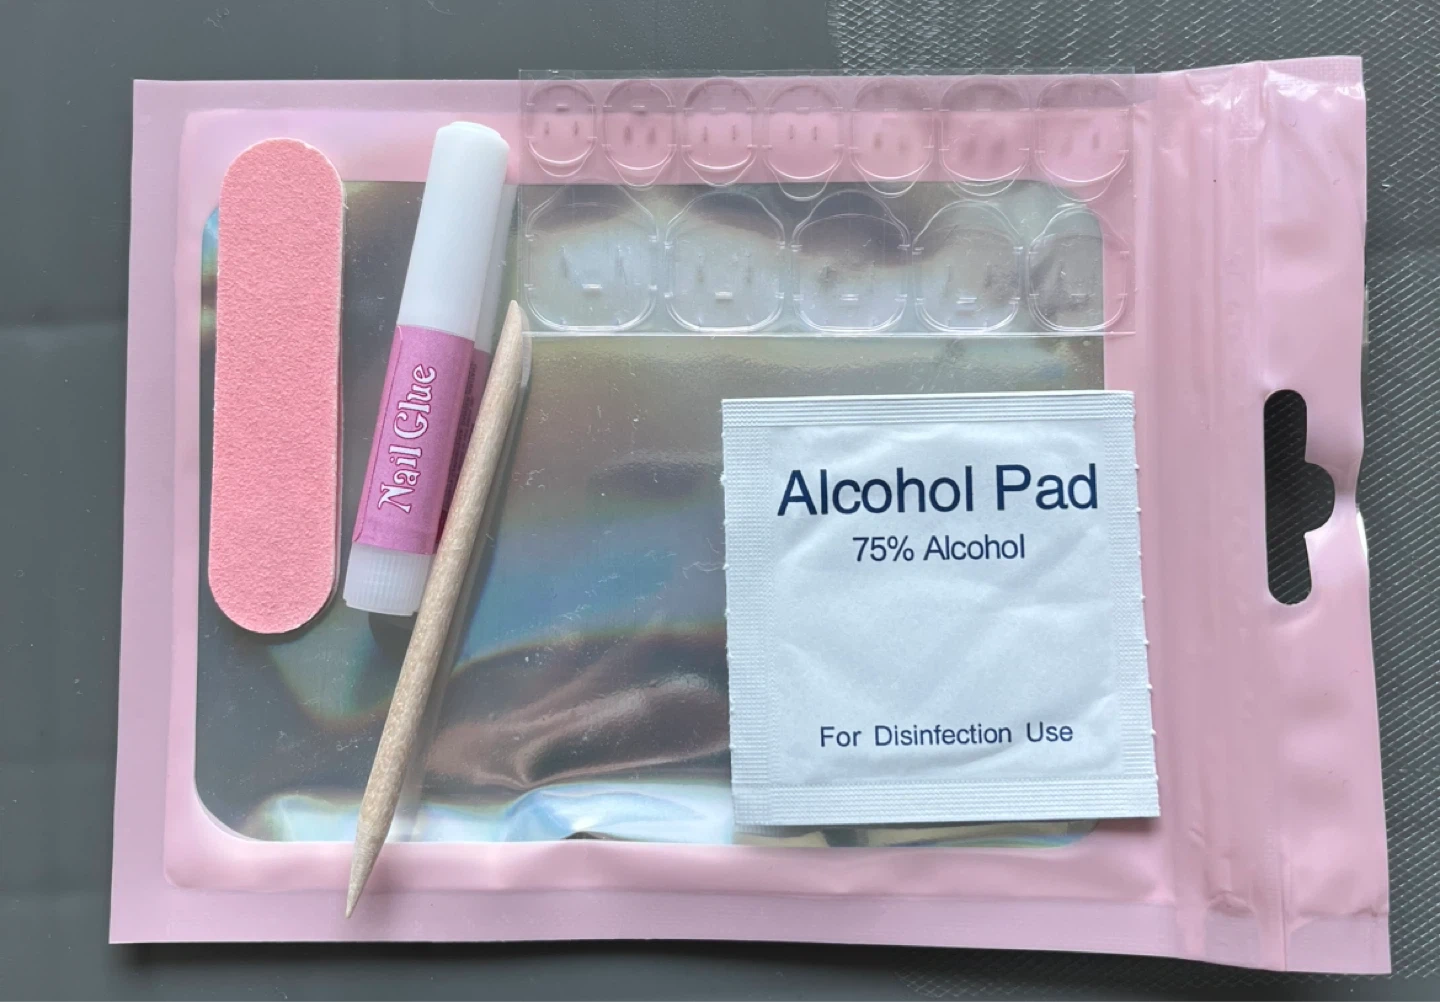 Nail Glue
Alcohol Pad
75% Alcohol
For Disinfection Use